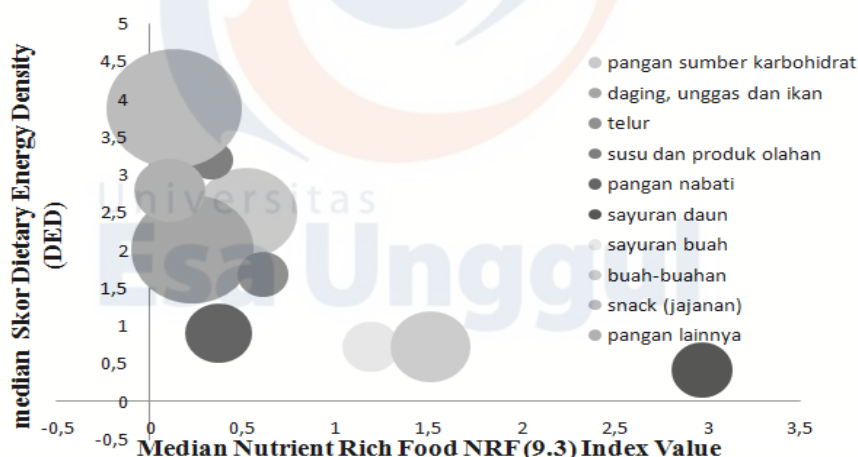 5
4,5
4
3,5
3
2,5
2
1,5
1
0,5
0
-0,5
-0,5 0 0,5 1 1,5 2 2,5 3 3,5
median Skor Dietary Energy Density
(DED)
Median Nutrient Rich Food NRF (9.3) Index Value
pangan sumber karbohidrat
daging, unggas dan ikan
telur
susu dan produk olahan
pangan nabati
sayuran daun
sayuran buah
buah-buahan
snack (jajanan)
pangan lainnya
Universitas
Esa Unggul